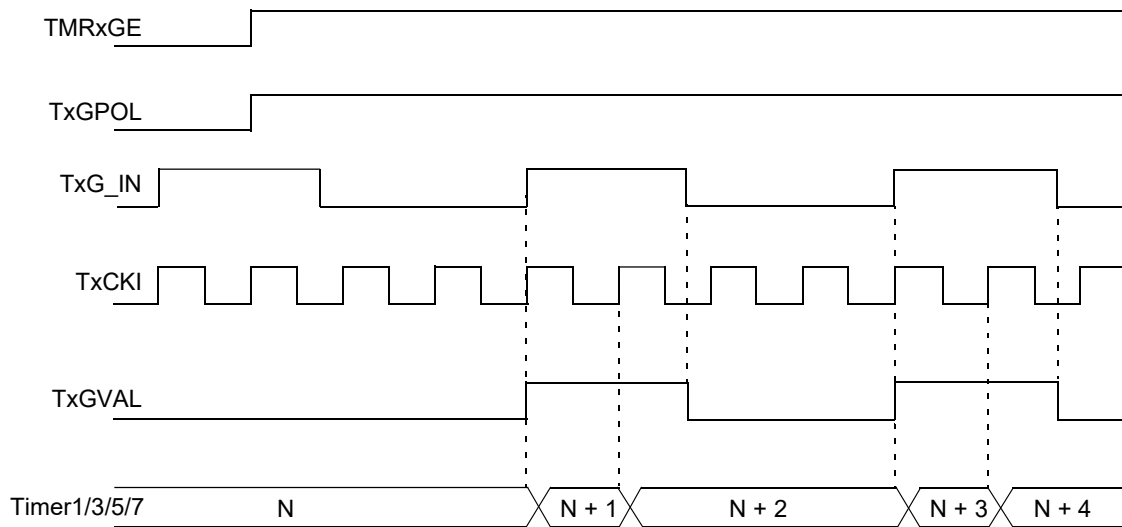 TMRxGE
TxGPOL
TxG_IN
TxCKI
TxGVAL
Timer1/3/5/7 N N + 1 N + 2 N + 3 N + 4